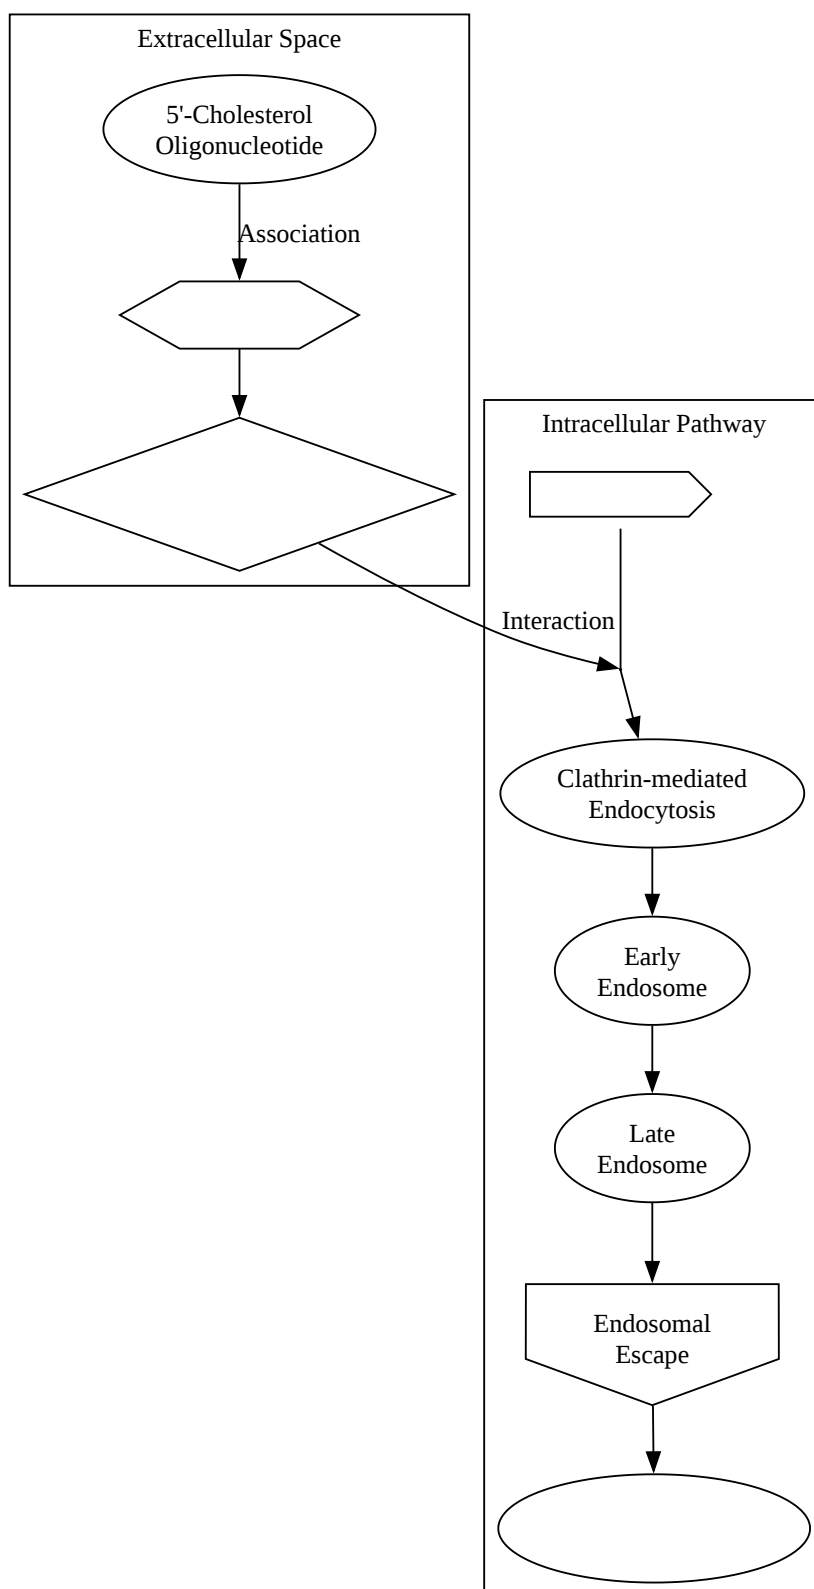 Extracellular Space
5'-Cholesterol
Oligonucleotide
Association
Intracellular Pathway
Interaction
Clathrin-mediated
Endocytosis
Early
Endosome
Late
Endosome
Endosomal
Escape